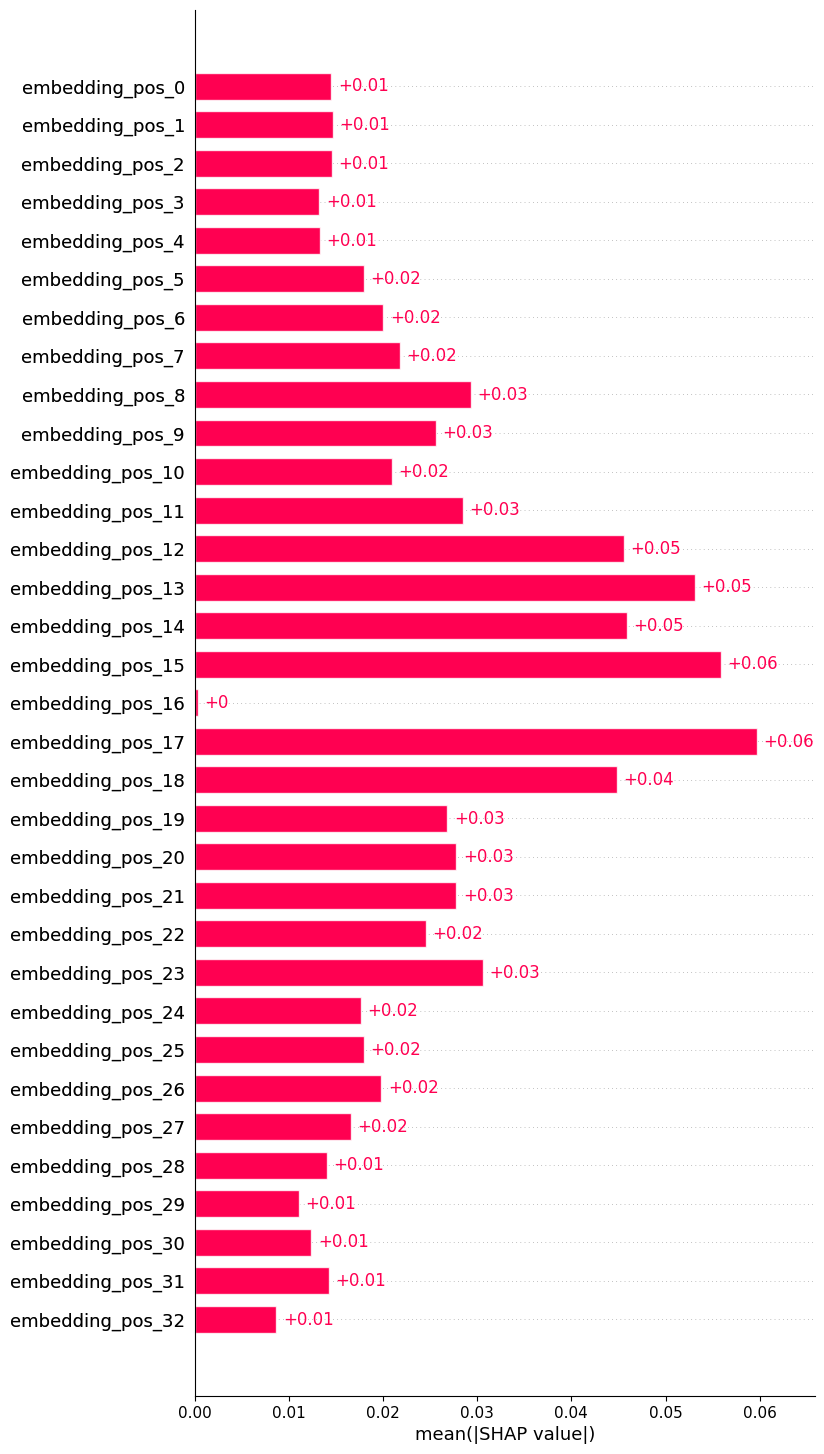 embedding_pos_0 +0.01
embedding_pos_1 +0.01
embedding_pos_2 +0.01
embedding_pos_3 +0.01
embedding_pos_4 +0.01
embedding_pos_5 +0.02
embedding_pos_6 +0.02
embedding_pos_7 +0.02
embedding_pos_8 +0.03
embedding_pos_9 +0.03
embedding_pos_10 +0.02
embedding_pos_11 +0.03
embedding_pos_12 +0.05
embedding_pos_13 +0.05
embedding_pos_14 +0.05
embedding_pos_15 +0.06
embedding_pos_16 +0
embedding_pos_17 +0.06
embedding_pos_18 +0.04
embedding_pos_19 +0.03
embedding_pos_20 +0.03
embedding_pos_21 +0.03
embedding_pos_22 +0.02
embedding_pos_23 +0.03
embedding_pos_24 +0.02
embedding_pos_25 +0.02
embedding_pos_26 +0.02
embedding_pos_27 +0.02
embedding_pos_28 +0.01
embedding_pos_29 +0.01
embedding_pos_30 +0.01
embedding_pos_31 +0.01
embedding_pos_32 +0.01
0.00 0.01 0.02 0.03 0.04 0.05 0.06
mean(|SHAP value|)